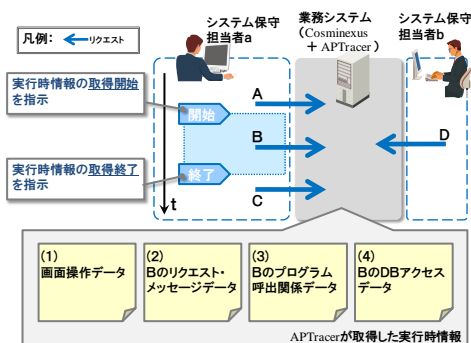 凡例：
リクエスト
システム保守
担当者a
業務システム
（Cosminexus
＋ APTracer）
システム保守
担当者b
実行時情報の取得開始
を指示
開始
A
B
D
実行時情報の取得終了
を指示
終了
C
t
(1)
画面操作データ
(2)
Bのリクエスト・
メッセージデータ
(3)
Bのプログラム
呼出関係データ
(4)
BのDBアクセス
データ
APTracerが取得した実行時情報